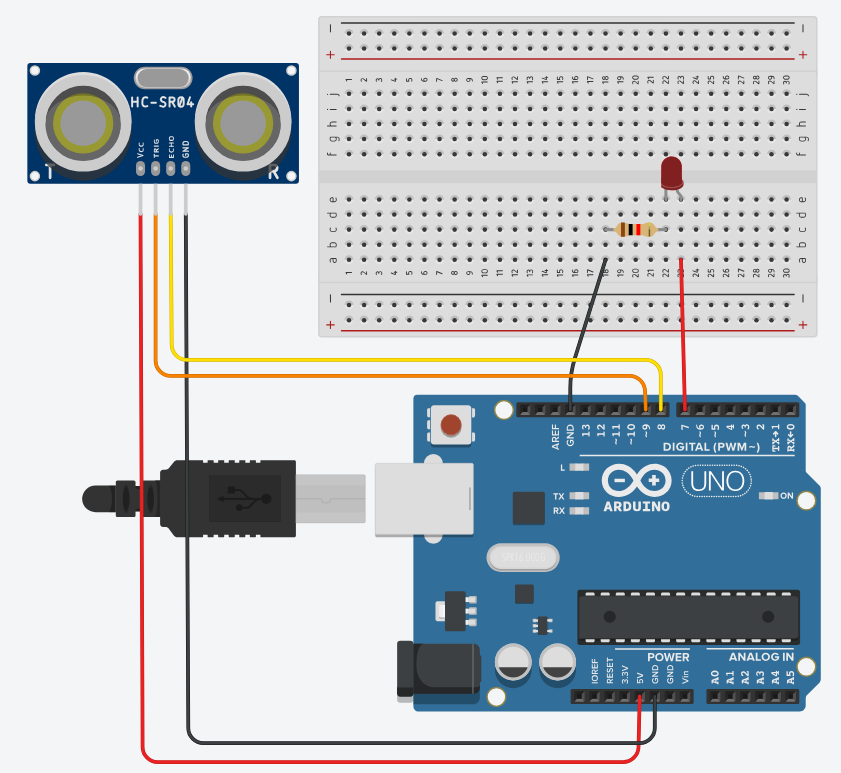 HC-SR04
VCC
TRIG
ECHO
GND
T
R
1 2 3 4 5 6 7 8 9 10 11 12 13 14 15 16 17 18 19 20 21 22 23 24 25 26 27 28 29 30
j j
i i
h h
g g
f f
e e
d d
c c
b b
a a
1 2 3 4 5 6 7 8 9 10 11 12 13 14 15 16 17 18 19 20 21 22 23 24 25 26 27 28 29 30
AREF
GND
13
12
~11
~10
~9
8
7
~6
~5
4
~3
2
TX→1
RX←0
DIGITAL (PWM~)
L
TX
RX
UNO
ON
ARDUINO
POWER
ANALOG IN
IOREF
RESET
3.3V
5V
GND
GND
Vin
A0
A1
A2
A3
A4
A5